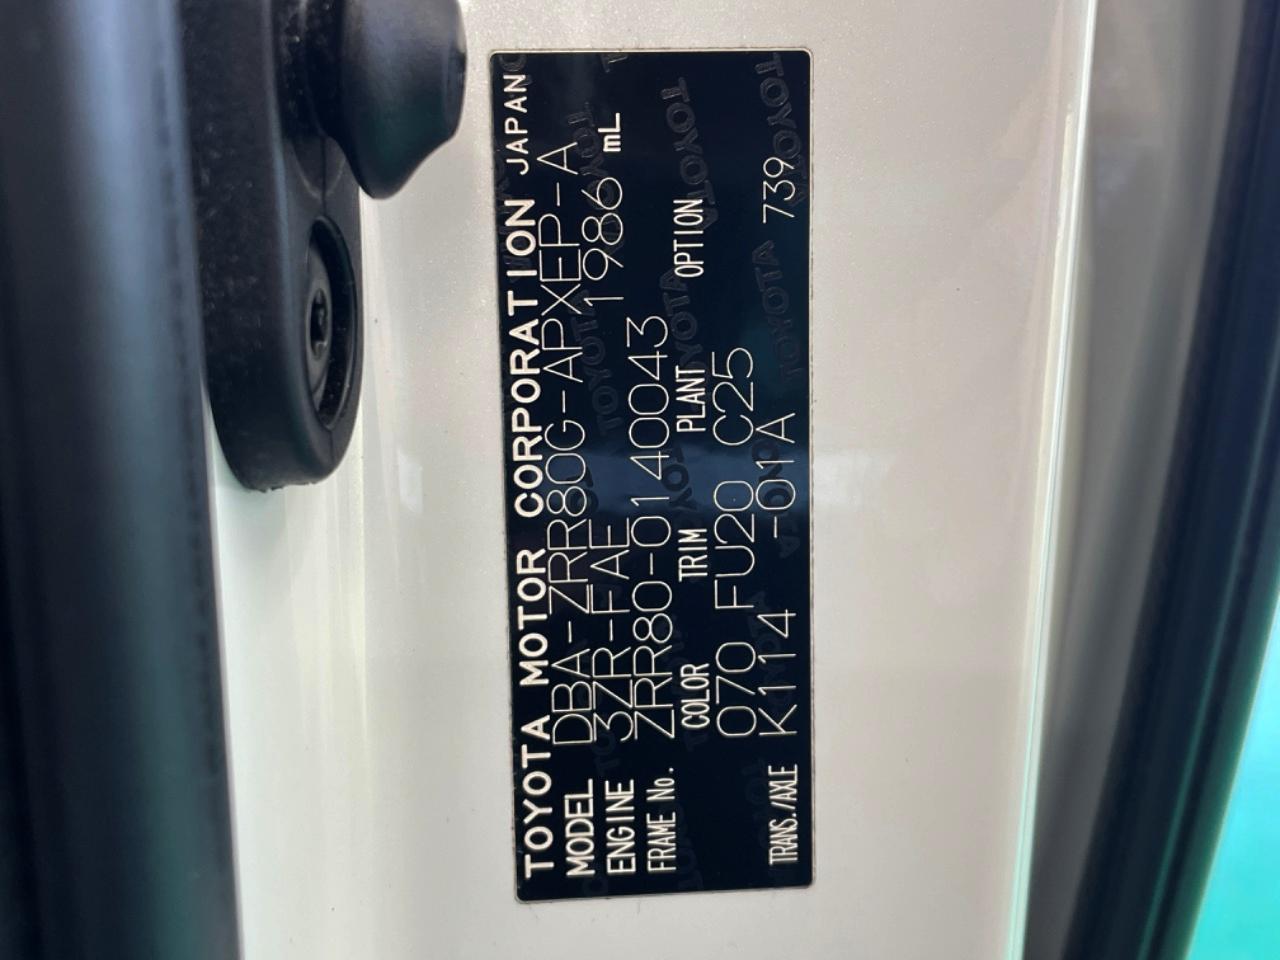 TOYOTA MOTOR CORPORATION JAPAN
MODEL DBA-ZRR80G-APXEP-A
ENGINE 3ZR-FAE 1986 mL
FRAME No. ZRR80-0140043
COLOR TRIM PLANT OPTION
070 FU20 C25
TRANS./AXLE K114 -01A 739